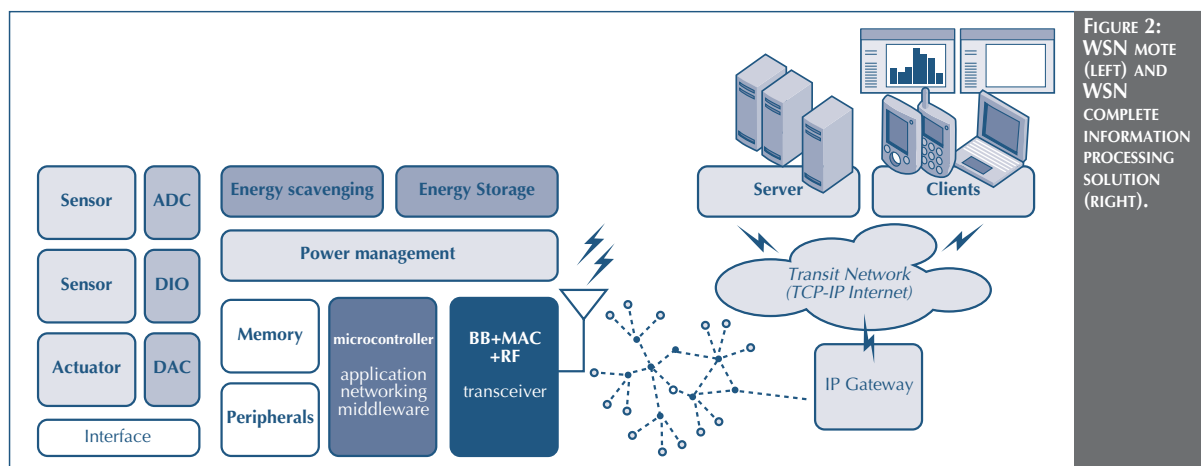 Sensor
ADC
Sensor
DIO
Actuator
DAC
Interface
Energy scavenging
Energy Storage
Power management
Memory
Peripherals
microcontroller
application
networking
middleware
BB+MAC
+RF
transceiver
Server
Clients
Transit Network
(TCP-IP Internet)
IP Gateway
FIGURE 2:
WSN MOTE
(LEFT) AND
WSN
COMPLETE
INFORMATION
PROCESSING
SOLUTION
(RIGHT).